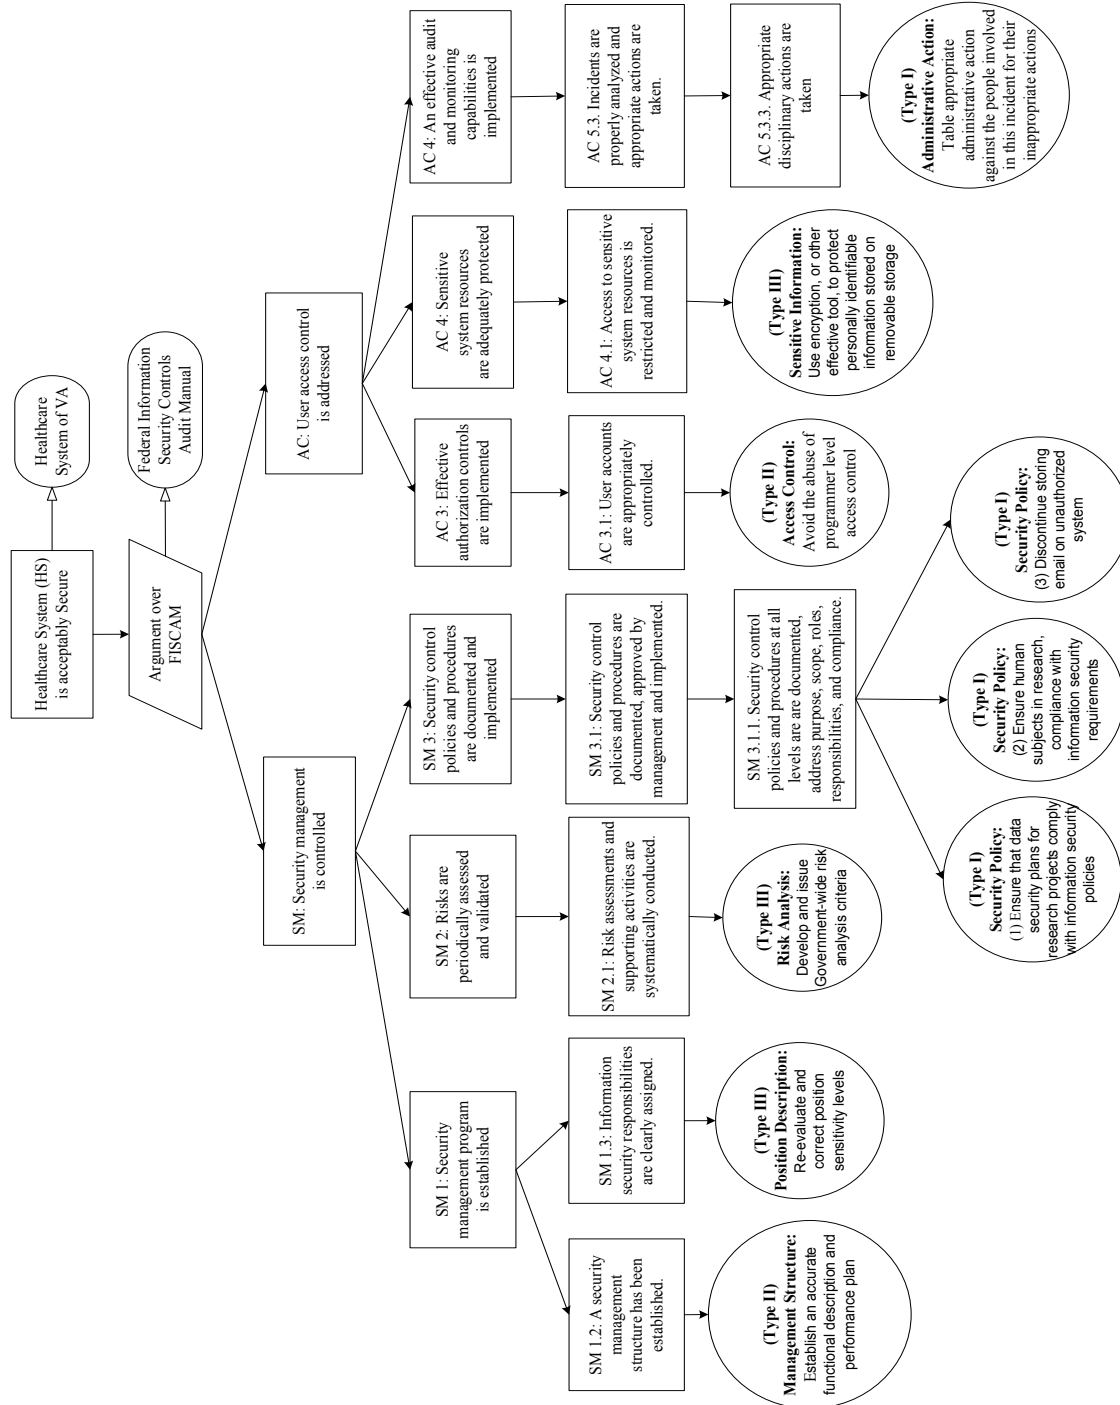 Healthcare System (HS)
is acceptably Secure
Healthcare
System of VA
Argument over
FISCAM
Federal Information
Security Controls
Audit Manual
SM: Security management
is controlled
AC: User access control
is addressed
SM 1: Security
management program
is established
SM 2: Risks are
periodically assessed
and validated
SM 3: Security control
policies and procedures
are documented and
implemented
AC 3: Effective
authorization controls
are implemented
AC 4: Sensitive
system resources
are adequately protected
AC 4: An effective audit
and monitoring
capabilities is
implemented
SM 1.2: A security
management
structure has been
established.
SM 1.3: Information
security responsibilities
are clearly assigned.
SM 2.1: Risk assessments and
supporting activities are
systematically conducted.
SM 3.1: Security control
policies and procedures are
documented, approved by
management and implemented.
AC 3.1: User accounts
are appropriately
controlled.
AC 4.1: Access to sensitive
system resources is
restricted and monitored.
AC 5.3. Incidents are
properly analyzed and
appropriate actions are
taken.
SM 3.1.1. Security control
policies and procedures at all
levels are are documented,
address purpose, scope, roles,
responsibilities, and compliance.
AC 5.3.3. Appropriate
disciplinary actions are
taken
(Type II)
Management Structure:
Establish an accurate
functional description and
performance plan
(Type III)
Position Description:
Re-evaluate and
correct position
sensitivity levels
(Type III)
Risk Analysis:
Develop and issue
Government-wide risk
analysis criteria
(Type II)
Access Control:
Avoid the abuse of
programmer level
access control
(Type III)
Sensitive Information:
Use encryption, or other
effective tool, to protect
personally identifiable
information stored on
removable storage
(Type I)
Administrative Action:
Table appropriate
administrative action
against the people involved
in this incident for their
inappropriate actions
(Type I)
Security Policy:
(1) Ensure that data
security plans for
research projects comply
with information security
policies
(Type I)
Security Policy:
(2) Ensure human
subjects in research,
compliance with
information security
requirements
(Type I)
Security Policy:
(3) Discontinue storing
email on unauthorized
system